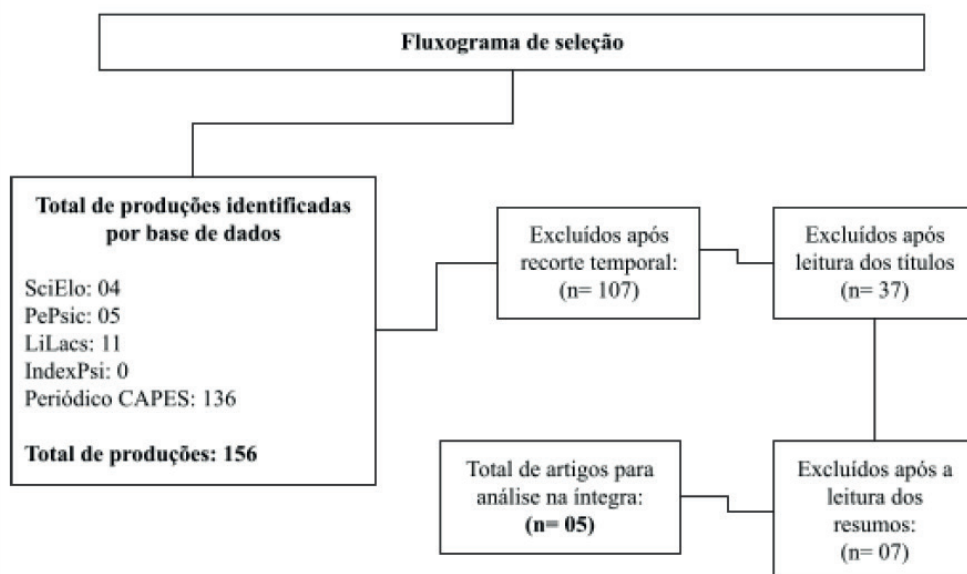 Fluxograma de seleção
Total de produções identificadas
por base de dados
SciElo: 04
PePsic: 05
LiLacs: 11
IndexPsi: 0
Periódico CAPES: 136
Total de produções: 156
Excluídos após
recorte temporal:
(n= 107)
Excluídos após
leitura dos títulos
(n= 37)
Excluídos após a
leitura dos
resumos:
(n= 07)
Total de artigos para
análise na íntegra:
(n= 05)